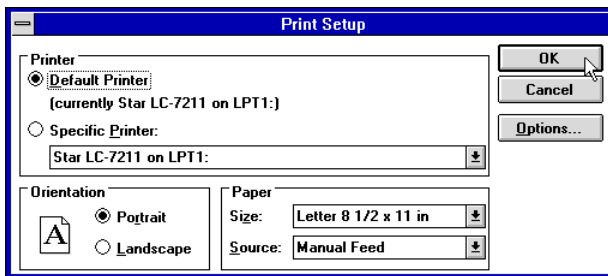 Print Setup
Printer
Default Printer
(currently Star LC-7211 on LPT1:)
Specific Printer:
Star LC-7211 on LPT1:
OK
Cancel
Options...
Orientation
A
Portrait
Landscape
Paper
Size: Letter 8 1/2 x 11 in
Source: Manual Feed